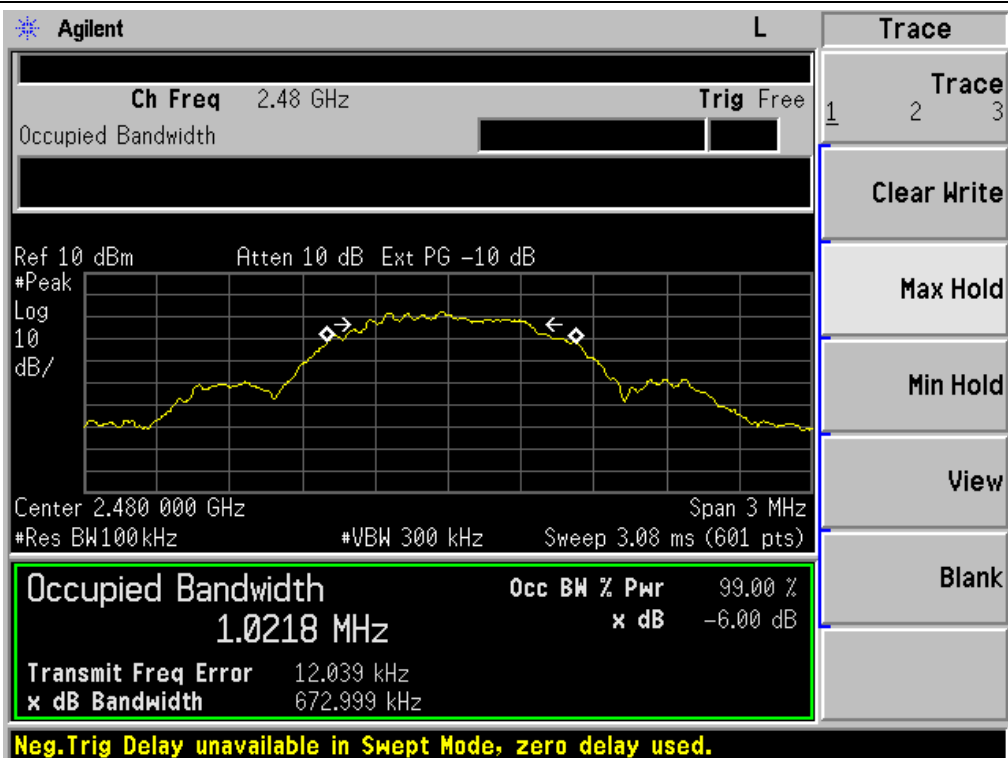 Agilent L
Ch Freq 2.48 GHz Trig Free
Occupied Bandwidth
Ref 10 dBm Atten 10 dB Ext PG -10 dB
#Peak
Log
10
dB/
Center 2.480 000 GHz Span 3 MHz
#Res BW 100 kHz #VBW 300 kHz Sweep 3.08 ms (601 pts)
Occupied Bandwidth Occ BW % Pwr 99.00 %
1.0218 MHz x dB -6.00 dB
Transmit Freq Error 12.039 kHz
x dB Bandwidth 672.999 kHz
Neg.Trig Delay unavailable in Swept Mode, zero delay used.
Trace
Trace
1 2 3
Clear Write
Max Hold
Min Hold
View
Blank